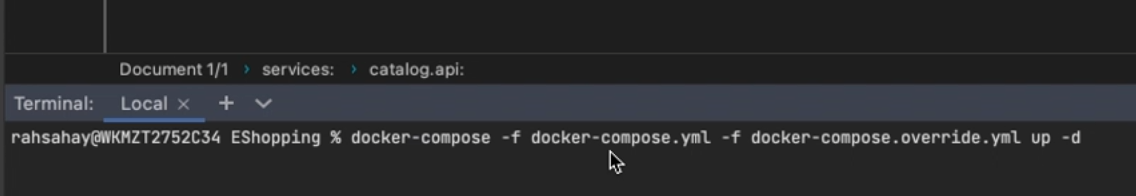 Document 1/1 › services: › catalog.api:
Terminal: Local × +
rahsahay@WKMZT2752C34 EShopping % docker-compose -f docker-compose.yml -f docker-compose.override.yml up -d